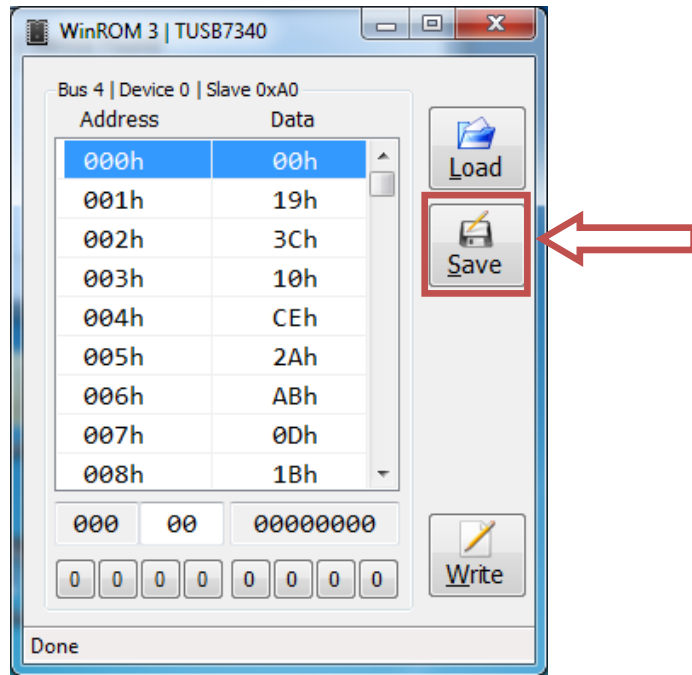 WinROM 3 | TUSB7340
Bus 4 | Device 0 | Slave 0xA0
Address Data
000h 00h
001h 19h
002h 3Ch
003h 10h
004h CEh
005h 2Ah
006h ABh
007h 0Dh
008h 1Bh
000 00 00000000
0 0 0 0 0 0 0 0
Load
Save
Write
Done